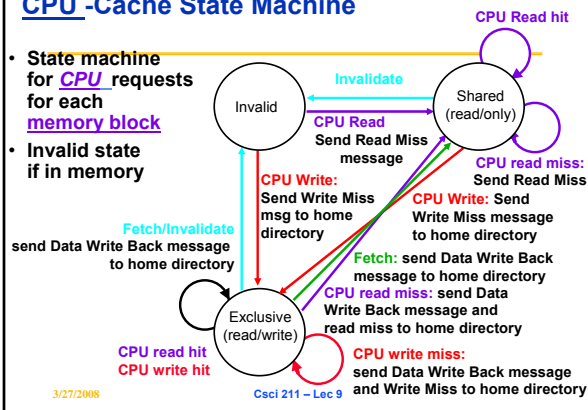 CPU -Cache State Machine
• State machine
for CPU requests
for each
memory block
• Invalid state
if in memory
CPU Read hit
Invalidate
Invalid
Shared
(read/only)
CPU Read
Send Read Miss
message
CPU read miss:
Send Read Miss
CPU Write:
Send Write Miss
msg to home
directory
CPU Write: Send
Write Miss message
to home directory
Fetch/Invalidate
send Data Write Back message
to home directory
Fetch: send Data Write Back
message to home directory
CPU read miss: send Data
Write Back message and
read miss to home directory
Exclusive
(read/write)
CPU read hit
CPU write hit
CPU write miss:
send Data Write Back message
and Write Miss to home directory
3/27/2008
Csci 211 – Lec 9